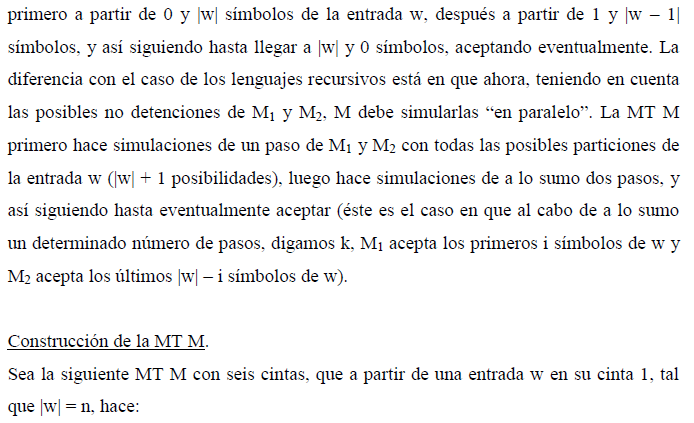 primero a partir de 0 y |w| símbolos de la entrada w, después a partir de 1 y |w – 1|
símbolos, y así siguiendo hasta llegar a |w| y 0 símbolos, aceptando eventualmente. La
diferencia con el caso de los lenguajes recursivos está en que ahora, teniendo en cuenta
las posibles no detenciones de M₁ y M₂, M debe simularlas “en paralelo”. La MT M
primero hace simulaciones de un paso de M₁ y M₂ con todas las posibles particiones de
la entrada w (|w| + 1 posibilidades), luego hace simulaciones de a lo sumo dos pasos, y
así siguiendo hasta eventualmente aceptar (éste es el caso en que al cabo de a lo sumo
un determinado número de pasos, digamos k, M₁ acepta los primeros i símbolos de w y
M₂ acepta los últimos |w| – i símbolos de w).
Construcción de la MT M.
Sea la siguiente MT M con seis cintas, que a partir de una entrada w en su cinta 1, tal
que |w| = n, hace: